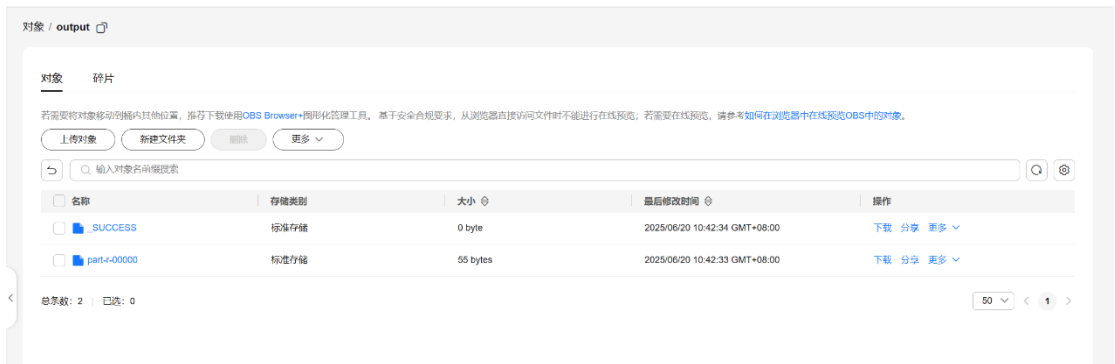 对象 / output
对象 碎片
若需要将对象移动到桶内其他位置，推荐下载使用OBS Browser+图形化管理工具。 基于安全合规要求，从浏览器直接访问文件时不能进行在线预览；若需要在线预览，请参考如何在浏览器中在线预览OBS中的对象。
上传对象 新建文件夹 删除 更多
输入对象名前缀搜索
名称 存储类别 大小 最后修改时间 操作
_SUCCESS 标准存储 0 byte 2025/06/20 10:42:34 GMT+08:00 下载 分享 更多
part-r-00000 标准存储 55 bytes 2025/06/20 10:42:33 GMT+08:00 下载 分享 更多
总条数：2 已选：0 50 1